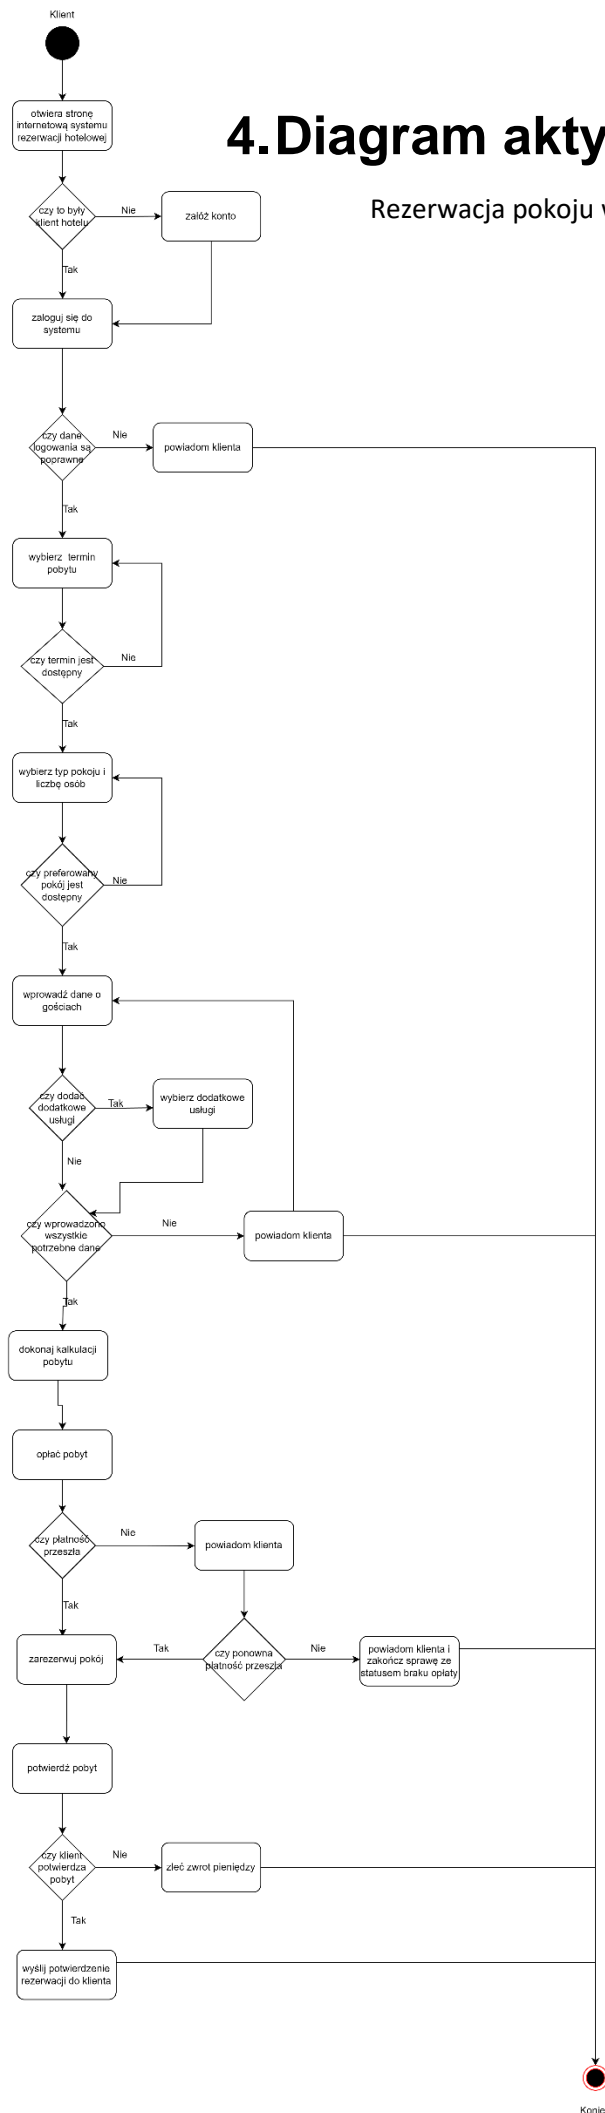 Klient
otwiera stronę
internetową systemu
rezerwacji hotelowej
4.Diagram akty
Rezerwacja pokoju w
czy to były
klient hotelu
Nie
załóż konto
Tak
zaloguj się do
systemu
czy dane
logowania są
poprawne
Nie
powiadom klienta
Tak
wybierz termin
pobytu
czy termin jest
dostępny
Nie
Tak
wybierz typ pokoju i
liczbę osób
czy preferowany
pokój jest
dostępny
Nie
Tak
wprowadź dane o
gościach
czy dodać
dodatkowe
usługi
Tak
wybierz dodatkowe
usługi
Nie
czy wprowadzono
wszystkie
potrzebne dane
Nie
powiadom klienta
Tak
dokonaj kalkulacji
pobytu
opłać pobyt
czy płatność
przeszła
Nie
powiadom klienta
Tak
zarezerwuj pokój
Tak
czy ponowna
płatność przeszła
Nie
powiadom klienta i
zakończ sprawę ze
statusem braku opłaty
potwierdź pobyt
czy klient
potwierdza
pobyt
Nie
zleć zwrot pieniędzy
Tak
wyślij potwierdzenie
rezerwacji do klienta
Konie